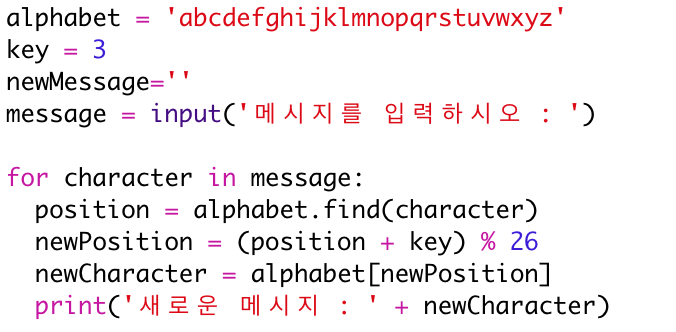 alphabet = 'abcdefghijklmnopqrstuvwxyz'
key = 3
newMessage=''
message = input('메시지를 입력하시오 : ')
for character in message:
position = alphabet.find(character)
newPosition = (position + key) % 26
newCharacter = alphabet[newPosition]
print('새로운 메시지 : ' + newCharacter)